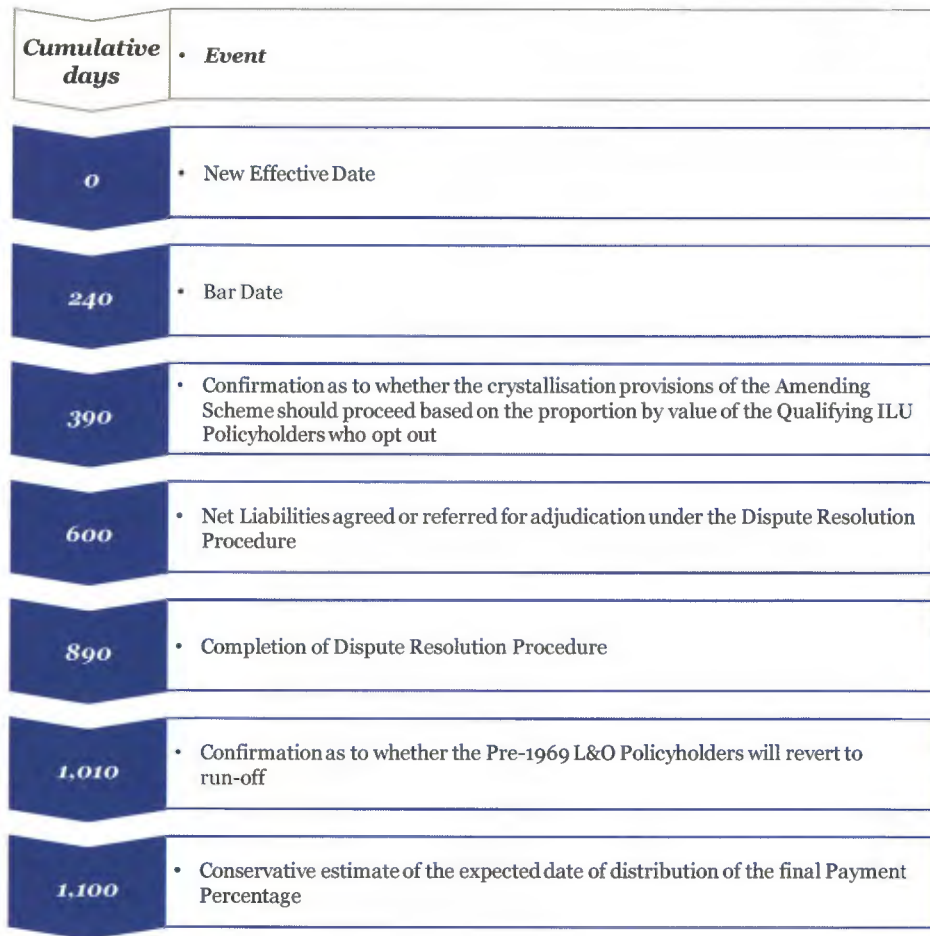 Cumulative days
• Event
0
• New Effective Date
240
• Bar Date
390
• Confirmation as to whether the crystallisation provisions of the Amending
Scheme should proceed based on the proportion by value of the Qualifying ILU
Policyholders who opt out
600
• Net Liabilities agreed or referred for adjudication under the Dispute Resolution
Procedure
890
• Completion of Dispute Resolution Procedure
1,010
• Confirmation as to whether the Pre-1969 L&O Policyholders will revert to
run-off
1,100
• Conservative estimate of the expected date of distribution of the final Payment
Percentage